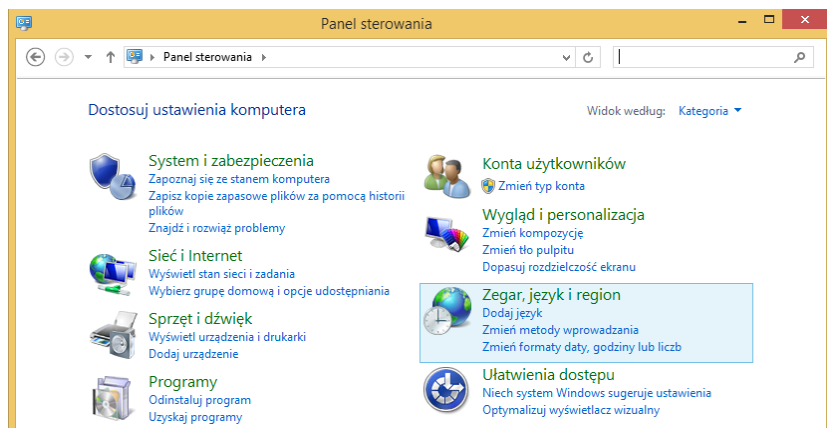 Panel sterowania
Panel sterowania
Dostosuj ustawienia komputera
Widok według: Kategoria
System i zabezpieczenia
Zapoznaj się ze stanem komputera
Zapisz kopie zapasowe plików za pomocą historii
plików
Znajdź i rozwiąż problemy
Sieć i Internet
Wyświetl stan sieci i zadania
Wybierz grupę domową i opcje udostępniania
Sprzęt i dźwięk
Wyświetl urządzenia i drukarki
Dodaj urządzenie
Programy
Odinstaluj program
Uzyskaj programy
Konta użytkowników
Zmień typ konta
Wygląd i personalizacja
Zmień kompozycję
Zmień tło pulpitu
Dopasuj rozdzielczość ekranu
Zegar, język i region
Dodaj język
Zmień metody wprowadzania
Zmień formaty daty, godziny lub liczb
Ułatwienia dostępu
Niech system Windows sugeruje ustawienia
Optymalizuj wyświetlacz wizualny